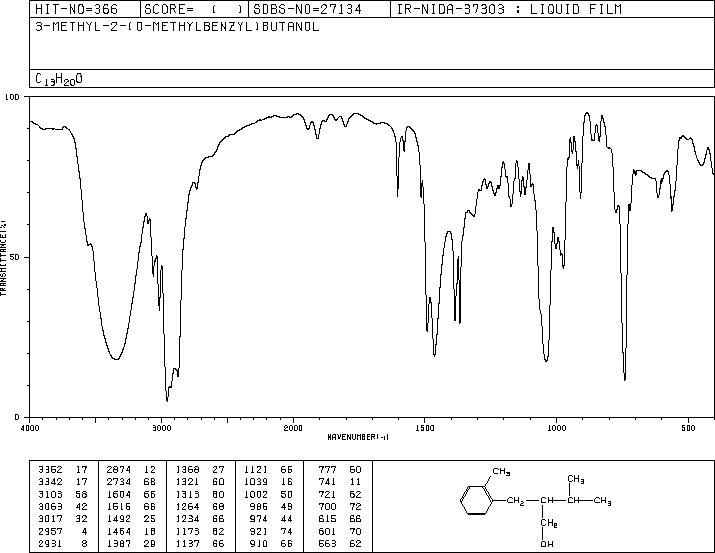 HIT-NO=366 SCORE= ( ) SDBS-NO=27134 IR-NIDA-37303 : LIQUID FILM
3-METHYL-2-(O-METHYLBENZYL)BUTANOL
C13H20O
100
50
0
TRANSMITTANCE(%)
4000 3000 2000 1500 1000 500
WAVENUMBER(-1)
3362 17 2874 12 1368 27 1121 66 777 60
3342 17 2734 68 1321 60 1039 16 741 11
3103 58 1604 66 1313 60 1002 50 721 62
3063 42 1516 66 1264 68 986 49 700 72
3017 32 1492 25 1234 66 974 44 615 66
2957 4 1464 18 1173 62 921 74 601 70
2931 8 1387 29 1137 66 910 66 563 62
CH3
CH3
CH2 CH CH CH3
CH2
OH